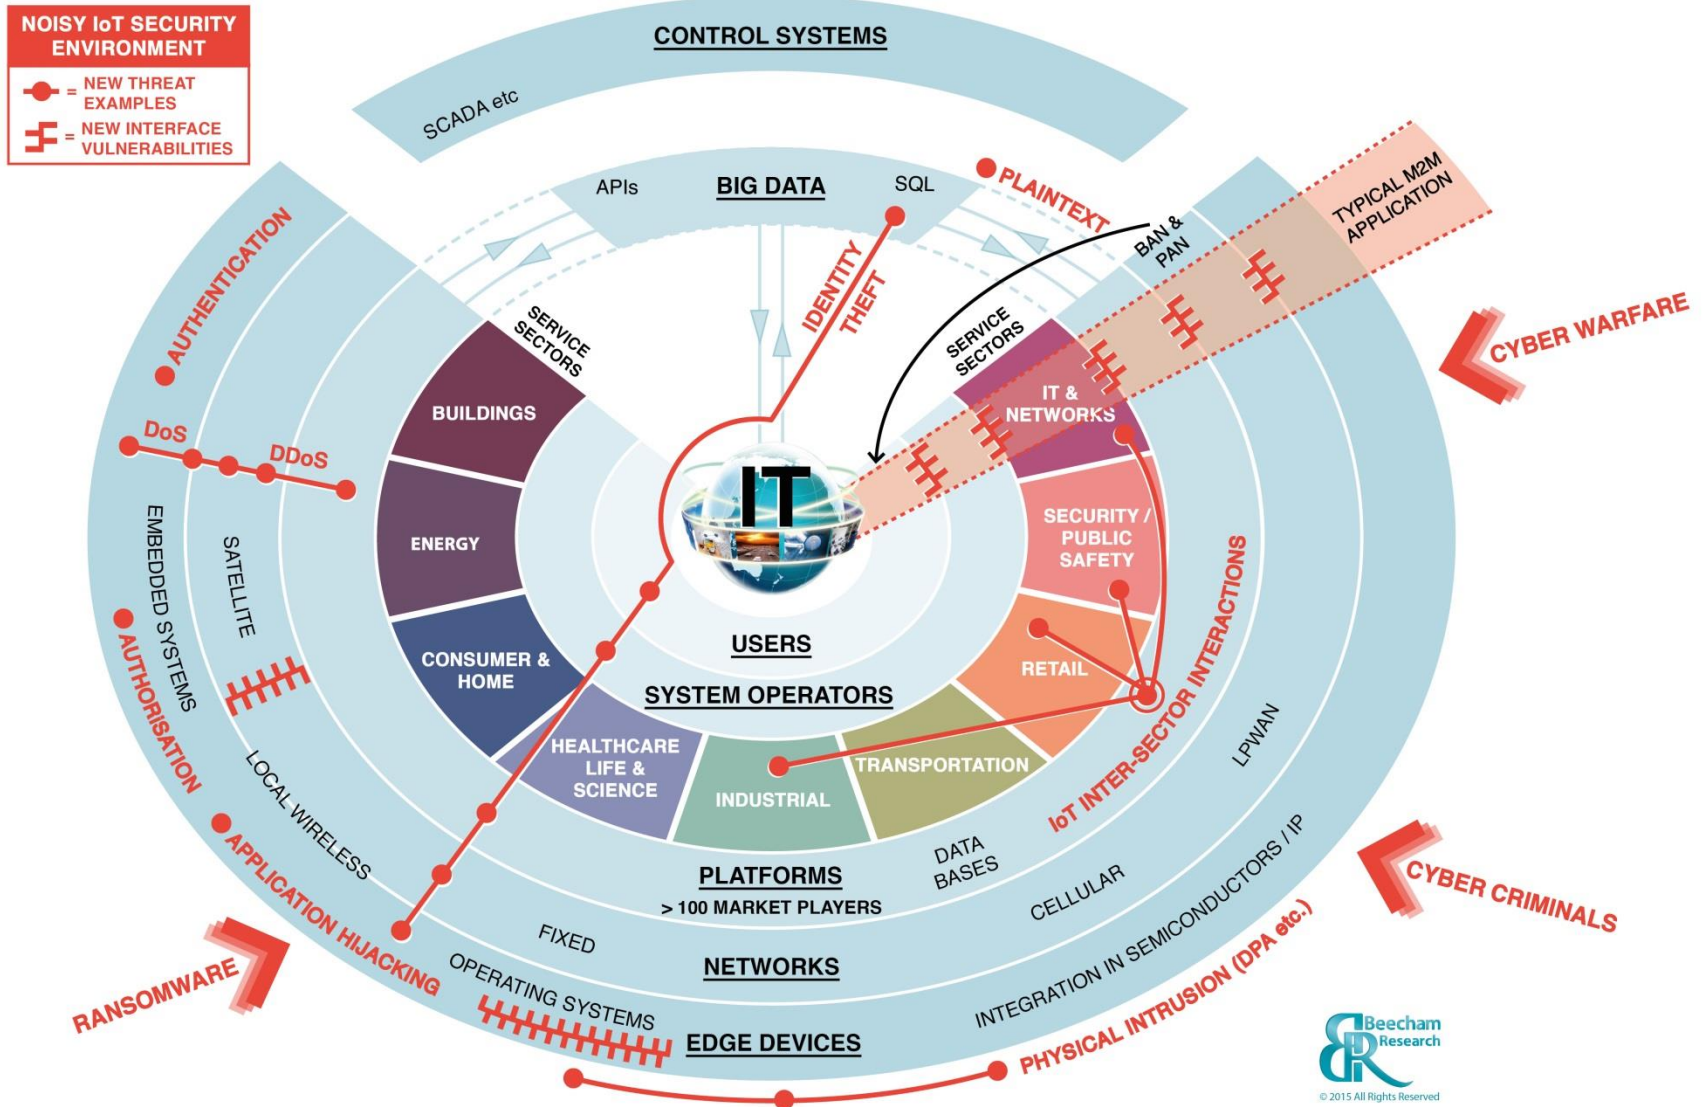 NOISY IoT SECURITY
ENVIRONMENT
= NEW THREAT
EXAMPLES
= NEW INTERFACE
VULNERABILITIES
CONTROL SYSTEMS
SCADA etc
APIs
BIG DATA
SQL
PLAINTEXT
BAN &
PAN
TYPICAL M2M
APPLICATION
AUTHENTICATION
IDENTITY
THEFT
SERVICE
SECTORS
SERVICE
SECTORS
CYBER WARFARE
BUILDINGS
IT &
NETWORKS
DoS
DDoS
IT
ENERGY
SECURITY /
PUBLIC
SAFETY
EMBEDDED SYSTEMS
SATELLITE
USERS
CONSUMER &
HOME
RETAIL
SYSTEM OPERATORS
IoT INTER-SECTOR INTERACTIONS
AUTHORISATION
LPWAN
HEALTHCARE
LIFE &
SCIENCE
INDUSTRIAL
TRANSPORTATION
LOCAL WIRELESS
APPLICATION HIJACKING
PLATFORMS
> 100 MARKET PLAYERS
DATA
BASES
CELLULAR
CYBER CRIMINALS
FIXED
NETWORKS
INTEGRATION IN SEMICONDUCTORS / IP
RANSOMWARE
OPERATING SYSTEMS
EDGE DEVICES
PHYSICAL INTRUSION (DPA etc.)
Beecham
Research
© 2015 All Rights Reserved